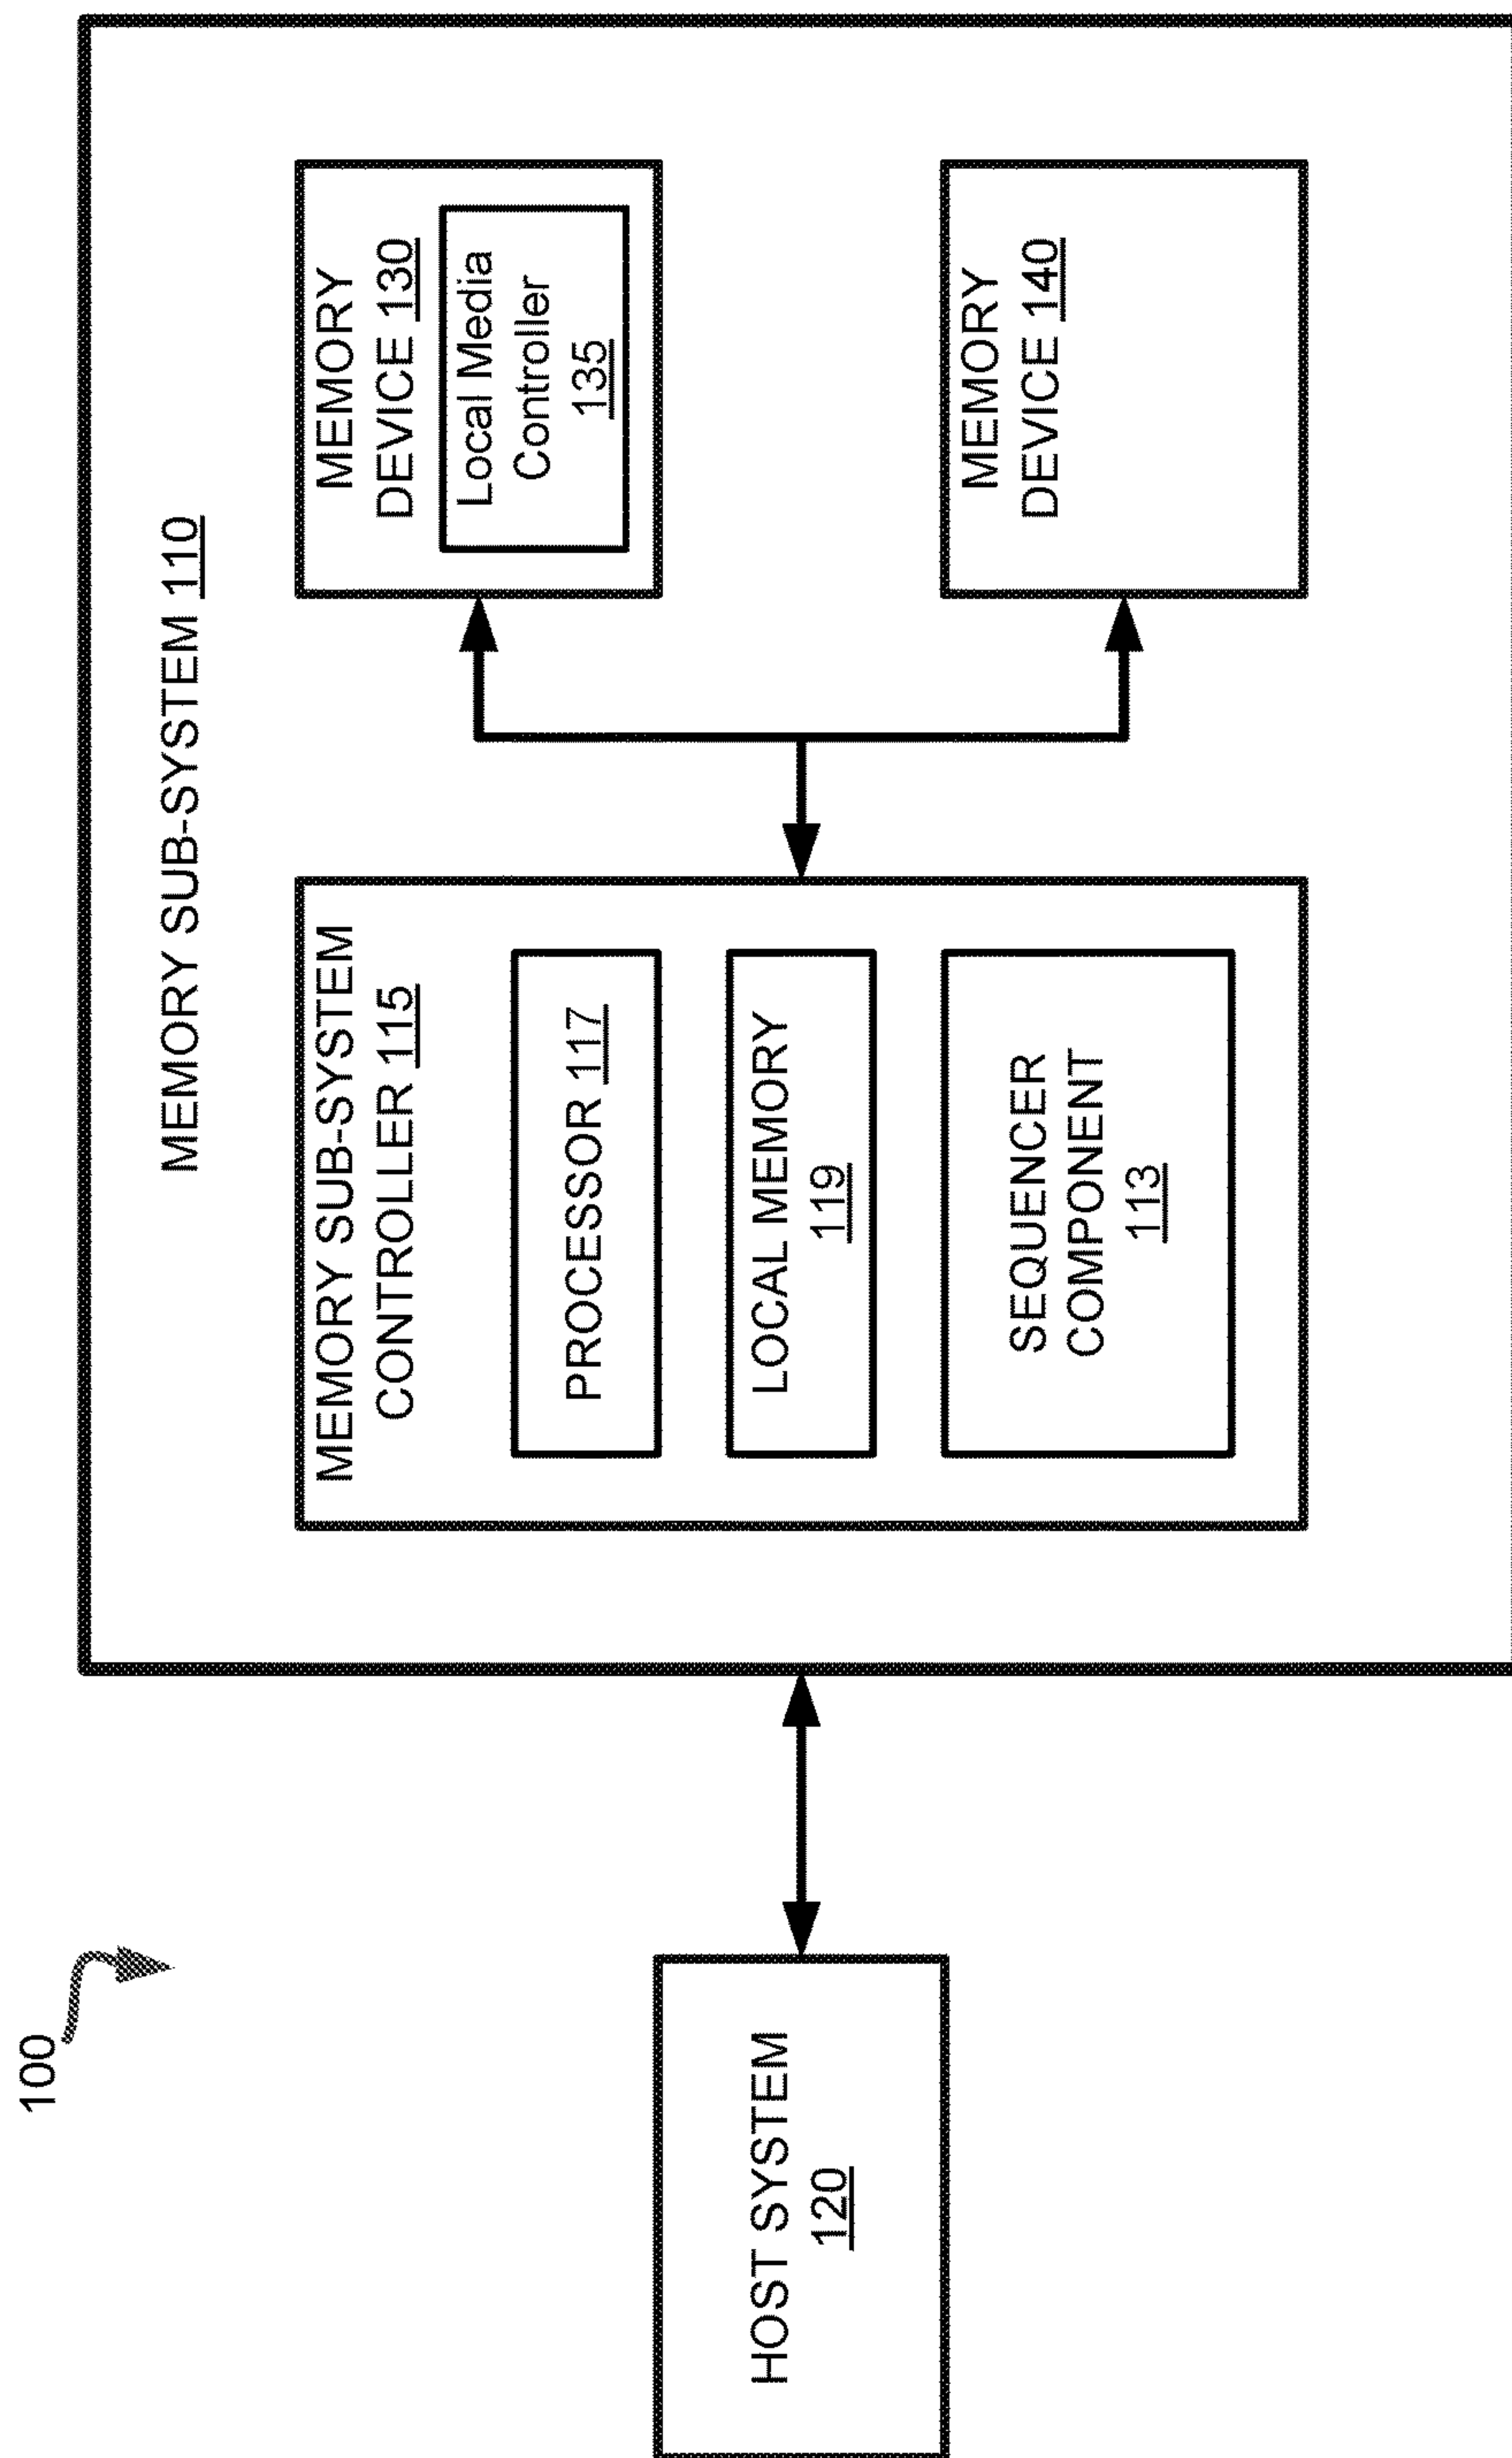 100
MEMORY SUB-SYSTEM 110
HOST SYSTEM
120
MEMORY SUB-SYSTEM
CONTROLLER 115
PROCESSOR 117
LOCAL MEMORY
119
SEQUENCER
COMPONENT
113
MEMORY
DEVICE 130
Local Media
Controller
135
MEMORY
DEVICE 140